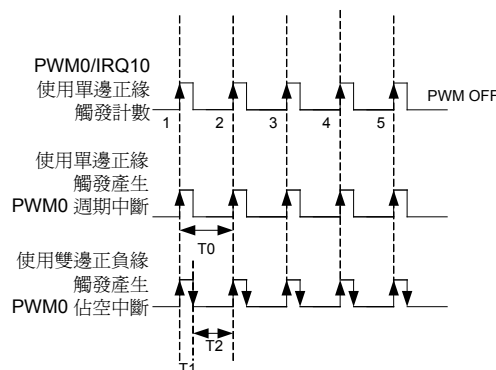 PWM0/IRQ10
使用單邊正緣
觸發計數
1 2 3 4 5
PWM OFF
使用單邊正緣
觸發產生
PWM0 週期中斷
T0
使用雙邊正負緣
觸發產生
PWM0 佔空中斷
T2
T1